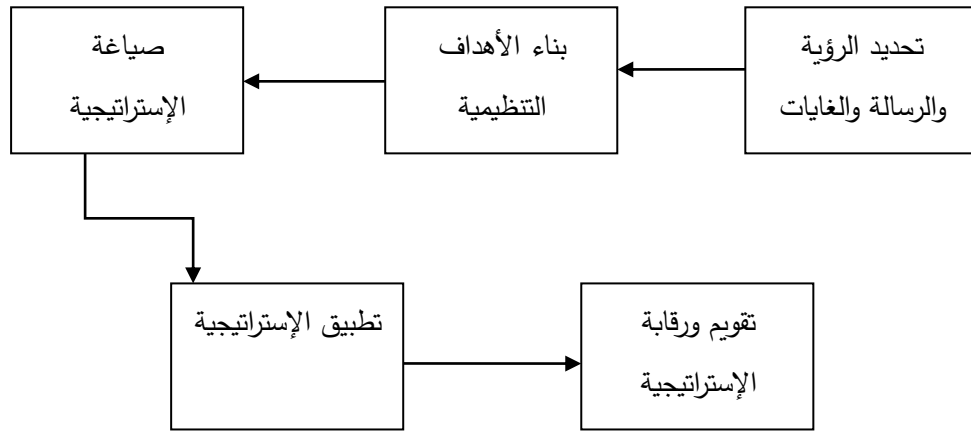 تحديد الرؤية
والرسالة والغايات
بناء الأهداف
التنظيمية
صياغة
الإستراتيجية
تطبيق الإستراتيجية
تقويم ورقابة
الإستراتيجية